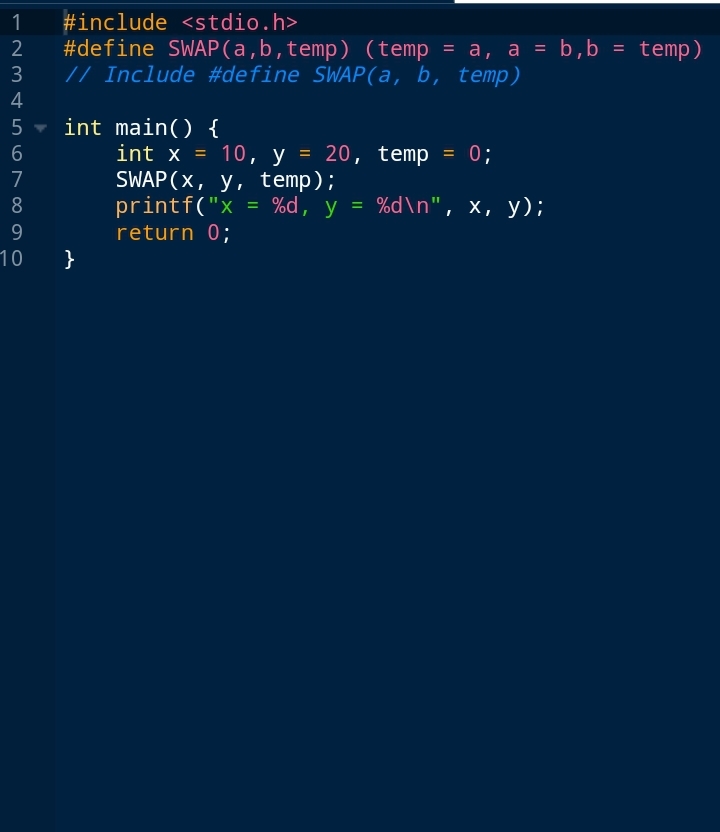 1 #include <stdio.h>
2 #define SWAP(a,b,temp) (temp = a, a = b,b = temp)
3 // Include #define SWAP(a, b, temp)
4
5 int main() {
6     int x = 10, y = 20, temp = 0;
7     SWAP(x, y, temp);
8     printf("x = %d, y = %d\n", x, y);
9     return 0;
10 }